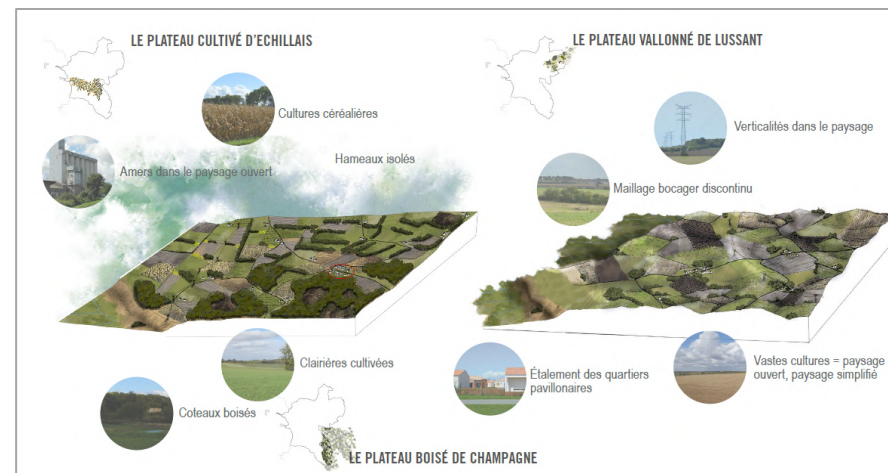 LE PLATEAU CULTIVÉ D'ECHILLAIS
Cultures céréalières
Amers dans le paysage ouvert
Hameaux isolés
Clairières cultivées
Coteaux boisés
LE PLATEAU BOISÉ DE CHAMPAGNE
LE PLATEAU VALLONNÉ DE LUSSANT
Verticalités dans le paysage
Maillage bocager discontinu
Étalement des quartiers
pavillonaires
Vastes cultures = paysage
ouvert, paysage simplifié